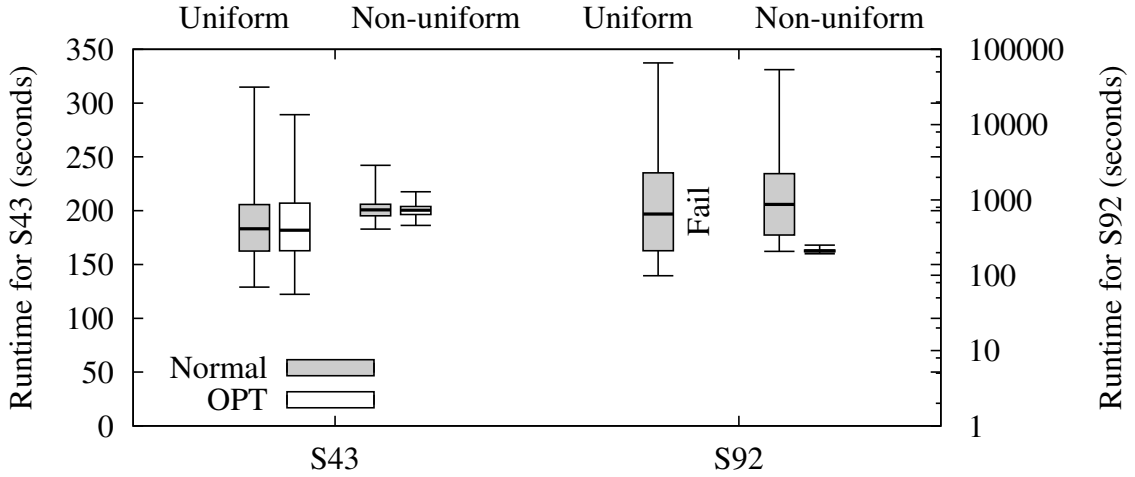 Uniform Non-uniform Uniform Non-uniform
Runtime for S43 (seconds)
350
300
250
200
150
100
50
0
Normal
OPT
Fail
100000
10000
1000
100
10
1
Runtime for S92 (seconds)
S43 S92